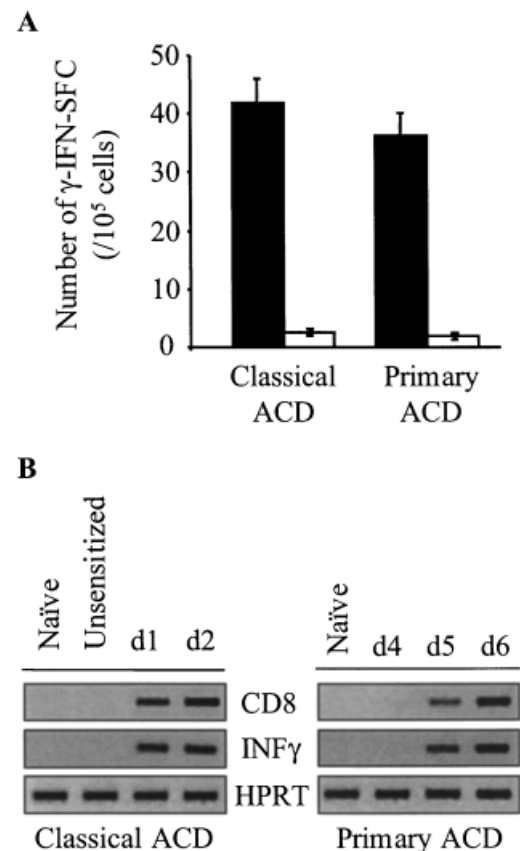 A
Number of γ-IFN-SFC
(/10⁵ cells)
50
40
30
20
10
0
Classical
ACD
Primary
ACD
B
Naïve
Unsensitized
d1
d2
Naïve
d4
d5
d6
CD8
INFγ
HPRT
Classical ACD
Primary ACD